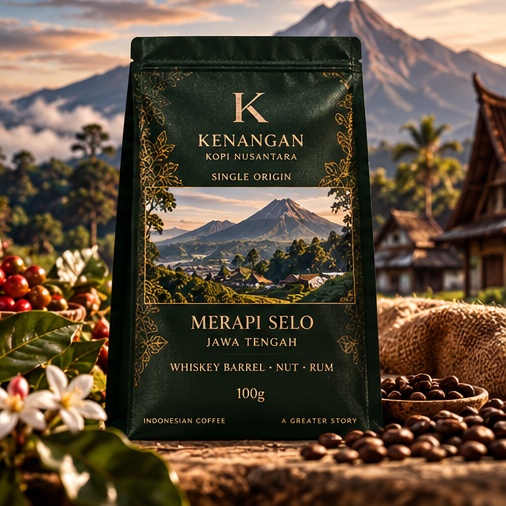 K
KENANGAN
KOPI NUSANTARA
SINGLE ORIGIN
MERAPI SELO
JAWA TENGAH
WHISKEY BARREL • NUT • RUM
100g
INDONESIAN COFFEE
A GREATER STORY